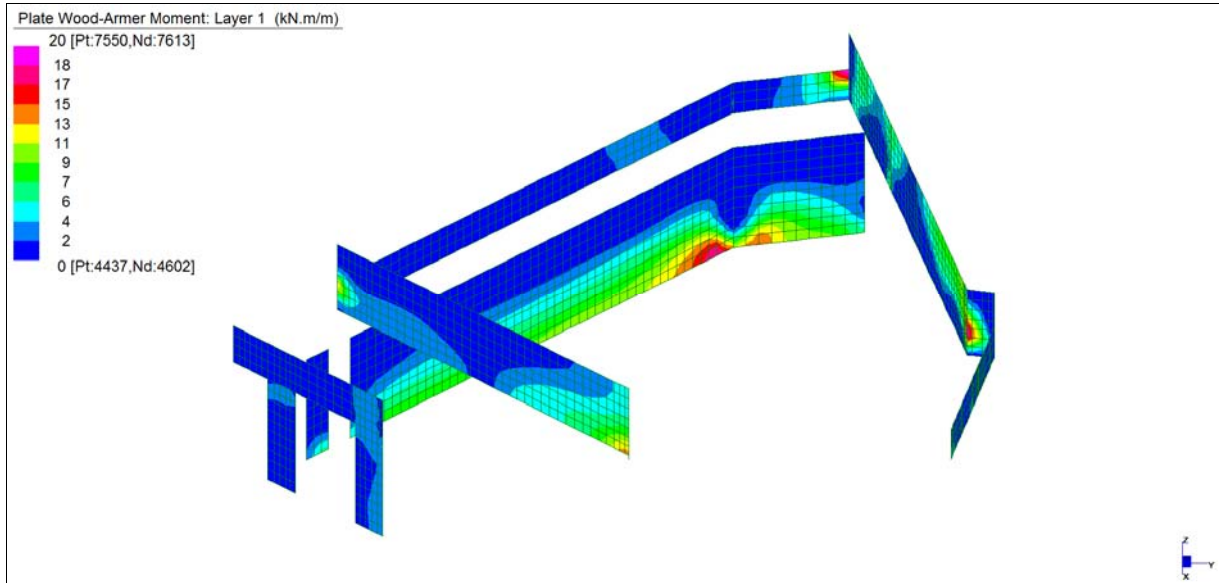 Plate Wood-Armer Moment: Layer 1 (kN.m/m)
20 [Pt:7550,Nd:7613]
18
17
15
13
11
9
7
6
4
2
0 [Pt:4437,Nd:4602]
Z
Y
X